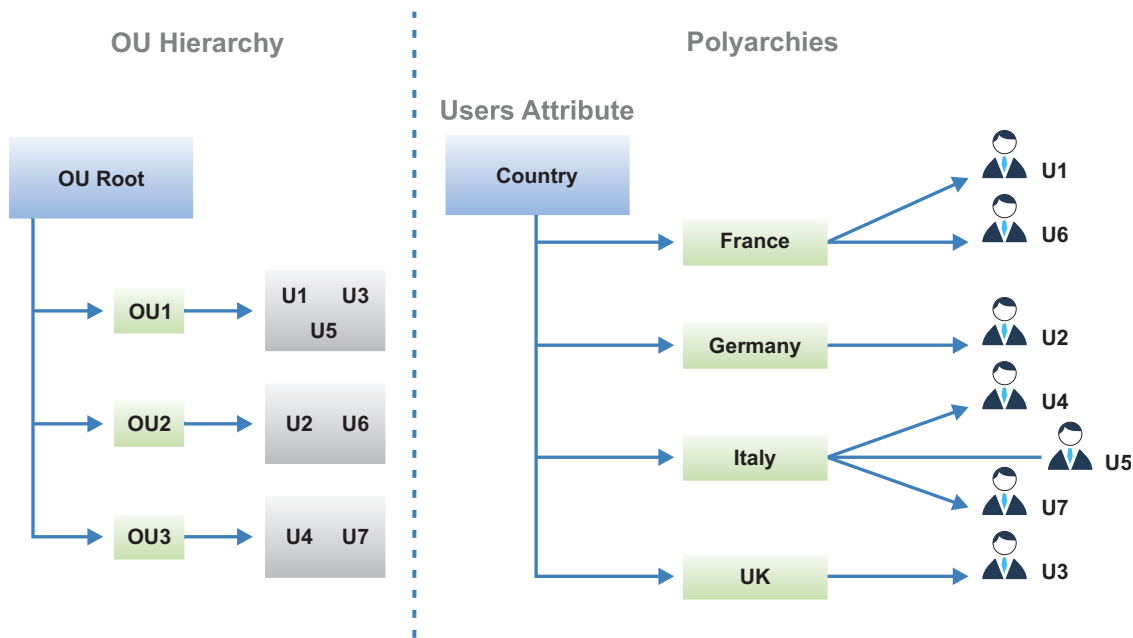 OU Hierarchy
OU Root
OU1
U1 U3
U5
OU2
U2 U6
OU3
U4 U7
Polyarchies
Users Attribute
Country
France
U1
U6
Germany
U2
Italy
U4
U5
U7
UK
U3